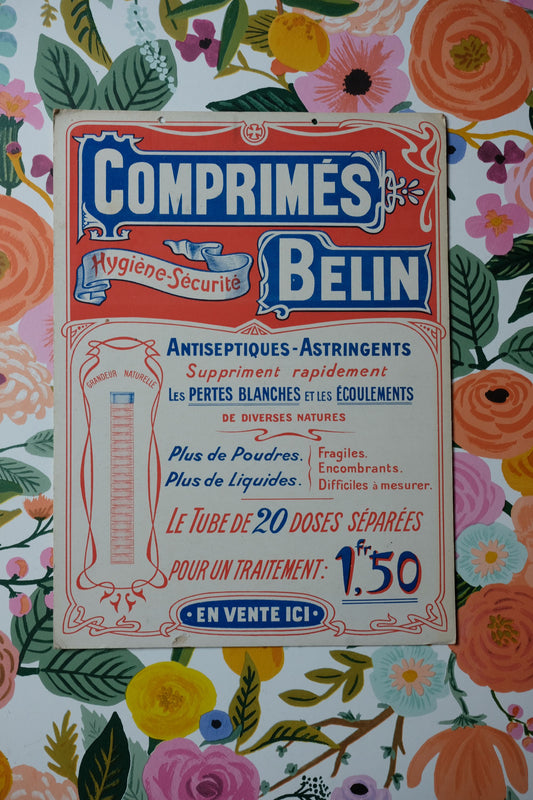 COMPRIMÉS
Hygiène-Sécurité
BELIN
ANTISEPTIQUES-ASTRINGENTS
Suppriment rapidement
LES PERTES BLANCHES ET LES ÉCOULEMENTS
DE DIVERSES NATURES
GRANDEUR NATURELLE
Plus de Poudres.
Plus de Liquides.
Fragiles.
Encombrants.
Difficiles à mesurer.
LE TUBE DE 20 DOSES SÉPARÉES
POUR UN TRAITEMENT: 1fr,50
• EN VENTE ICI •